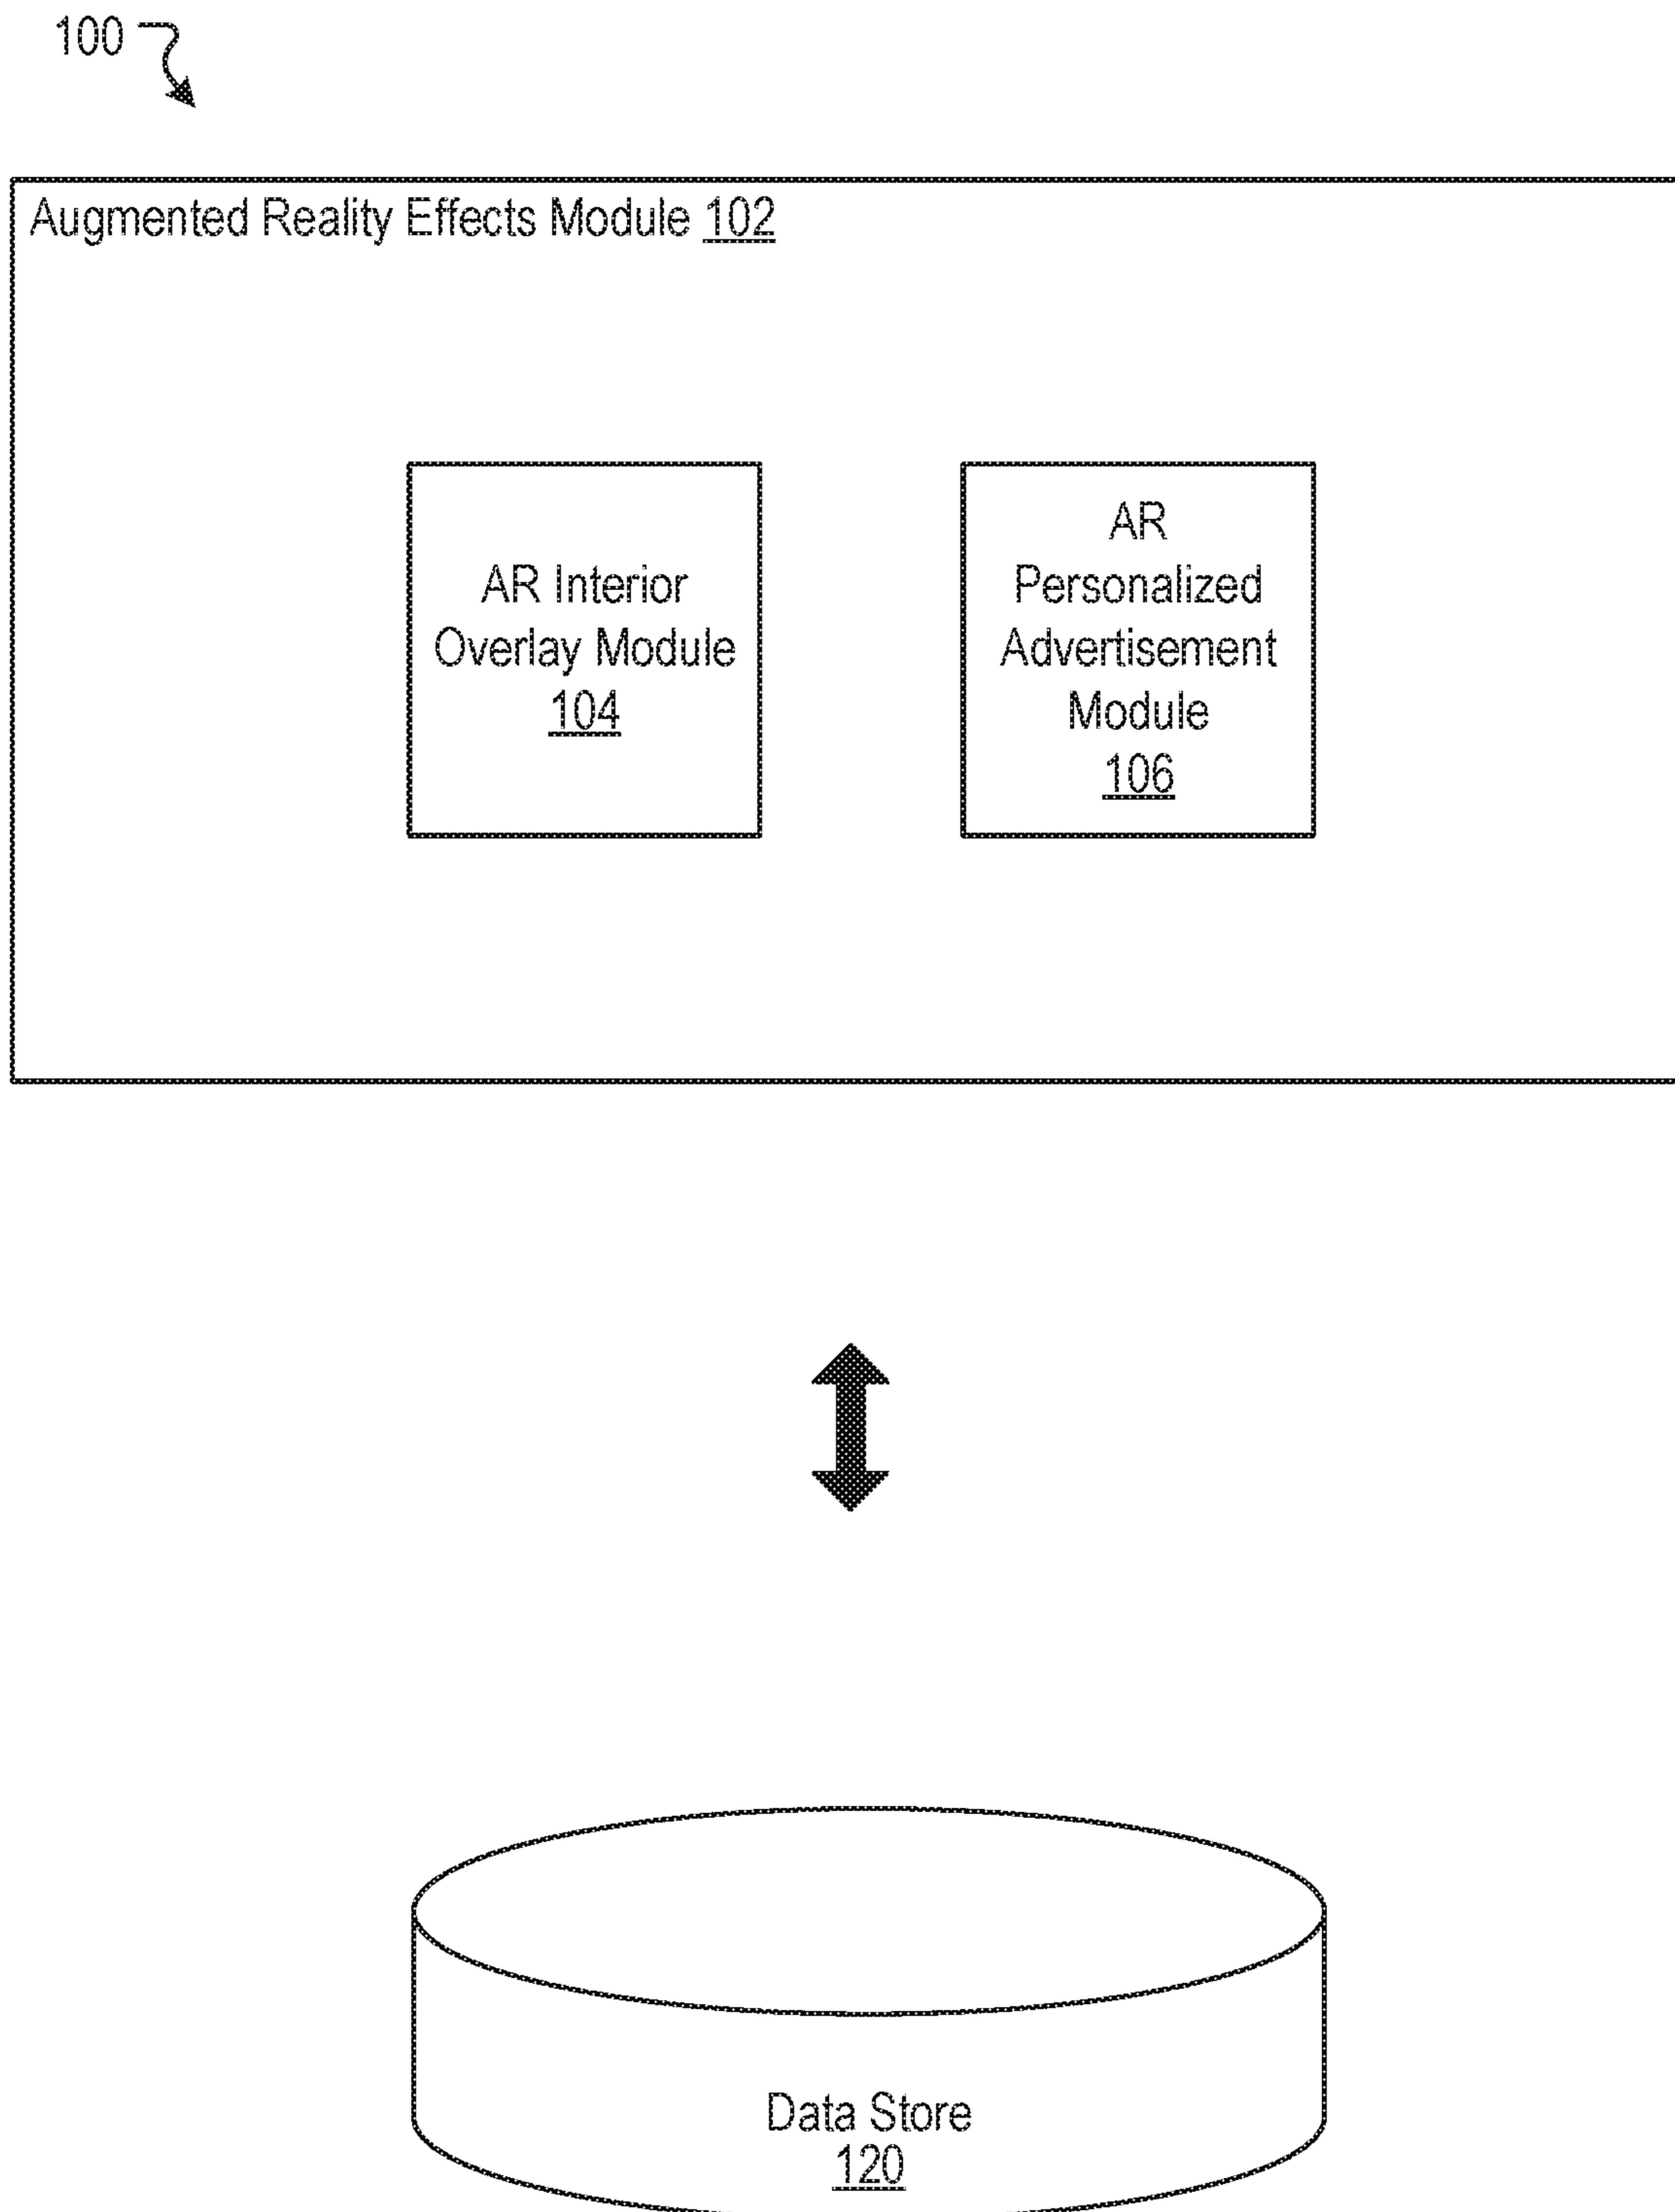 100
Augmented Reality Effects Module 102
AR Interior
Overlay Module
104
AR
Personalized
Advertisement
Module
106
Data Store
120